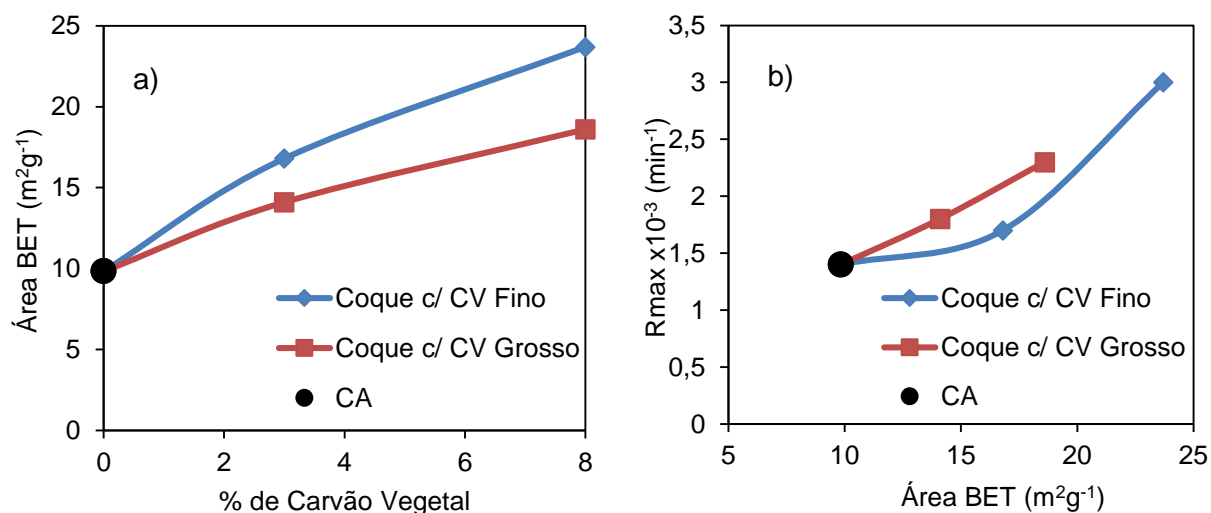 a)
Área BET (m²g⁻¹)
25
20
15
10
5
0
0 2 4 6 8
% de Carvão Vegetal
Coque c/ CV Fino
Coque c/ CV Grosso
CA
b)
Rmax x10⁻³ (min⁻¹)
3,5
3
2,5
2
1,5
1
0,5
0
5 10 15 20 25
Área BET (m²g⁻¹)
Coque c/ CV Fino
Coque c/ CV Grosso
CA